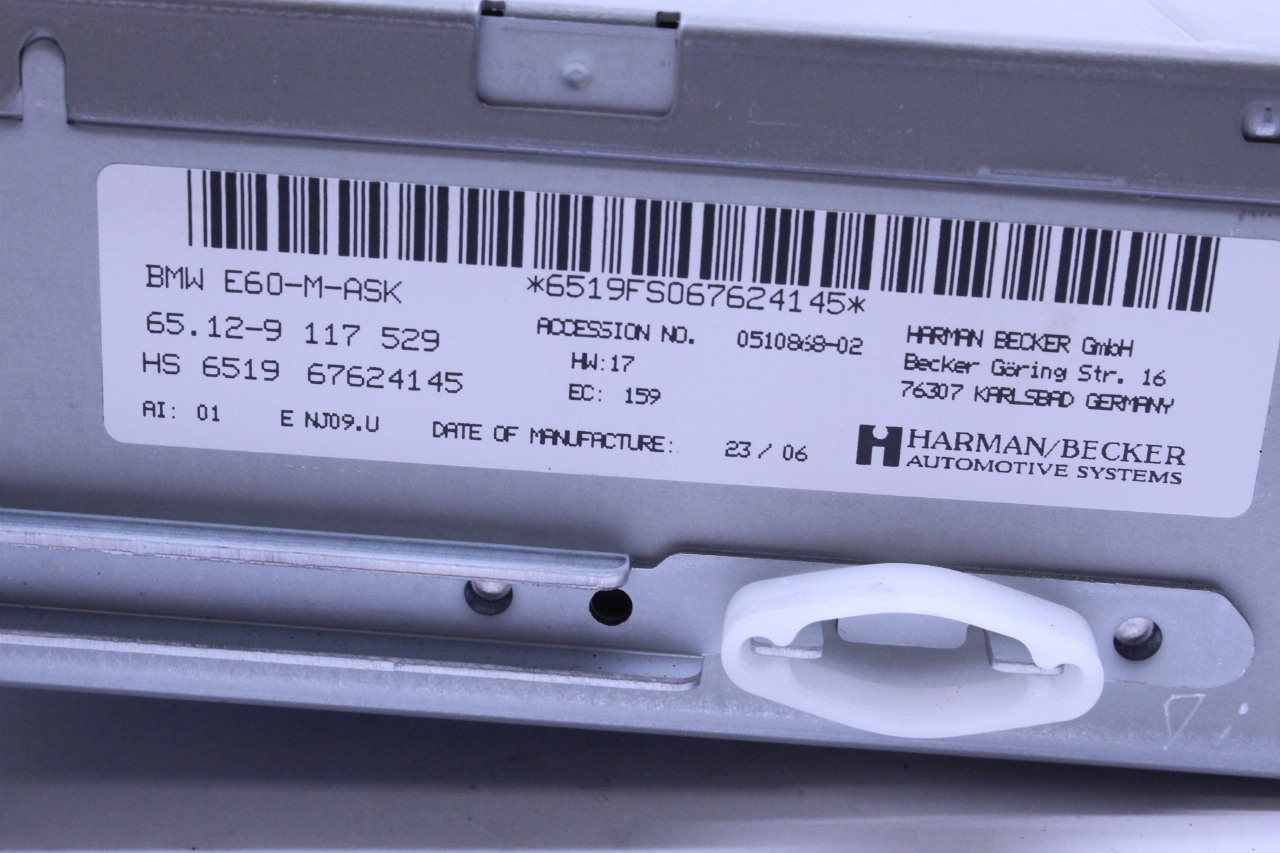 BMW E60-M-ASK
*6519FS067624145*
65.12-9 117 529
ACCESSION NO. 0510868-02
HARMAN BECKER GmbH
HS 6519 67624145
HW:17
Becker Göring Str. 16
EC: 159
76307 KARLSBAD GERMANY
AI: 01 E NJ09.U
DATE OF MANUFACTURE: 23 / 06
HARMAN/BECKER
AUTOMOTIVE SYSTEMS